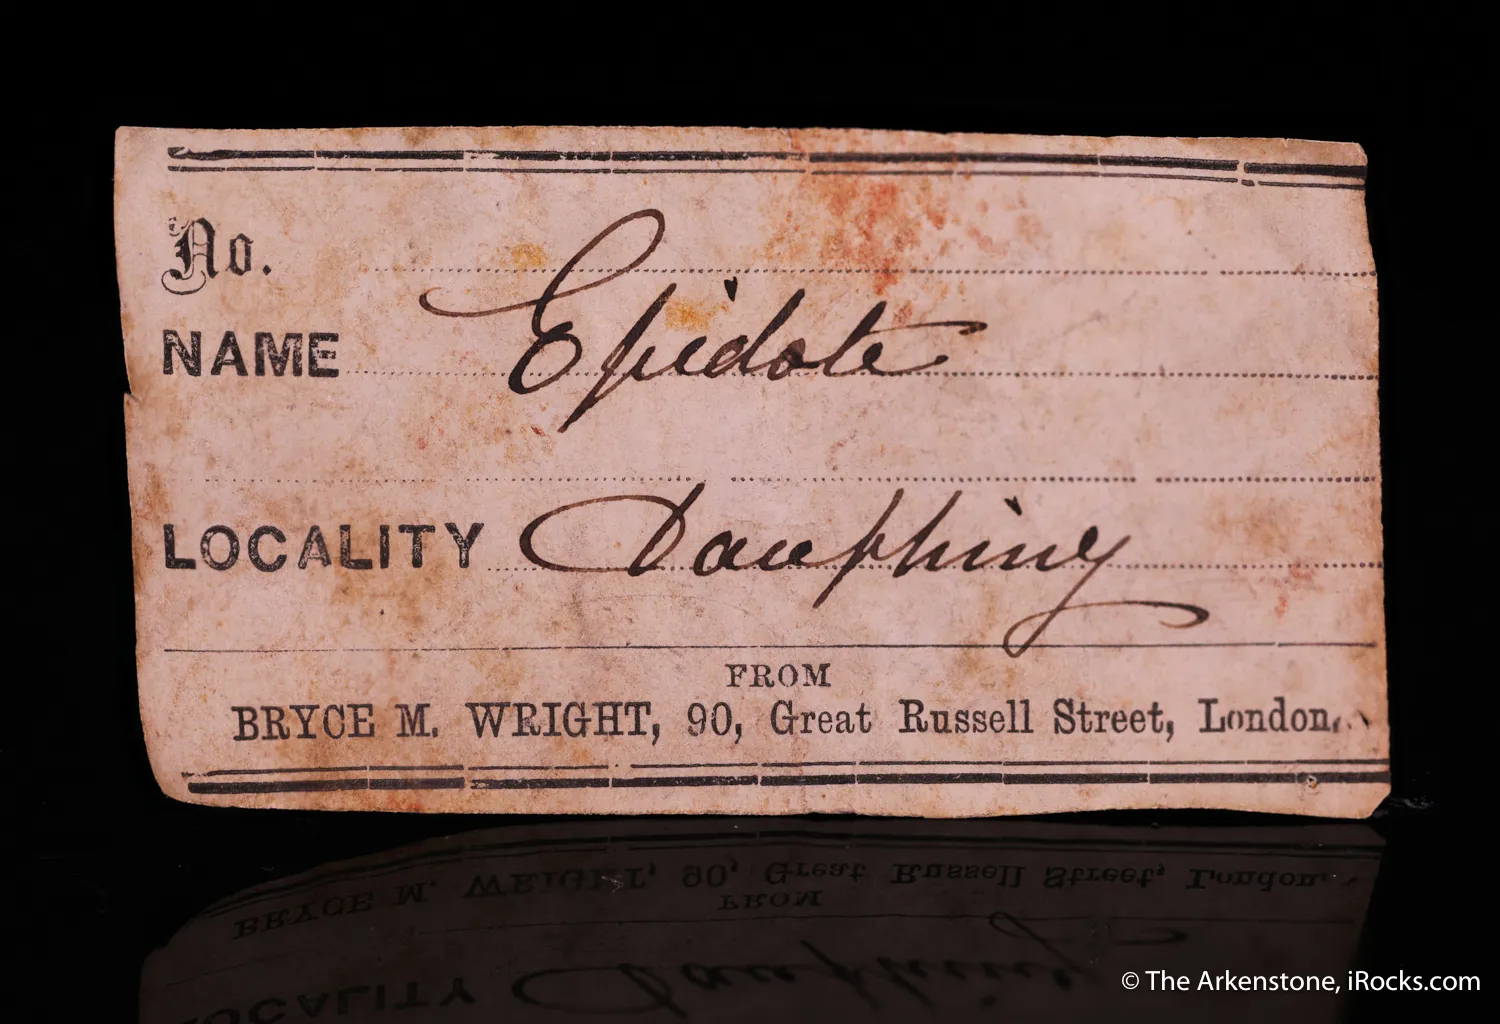 No.
NAME Epidote
LOCALITY Dauphiny
FROM
BRYCE M. WRIGHT, 90, Great Russell Street, London.
© The Arkenstone, iRocks.com